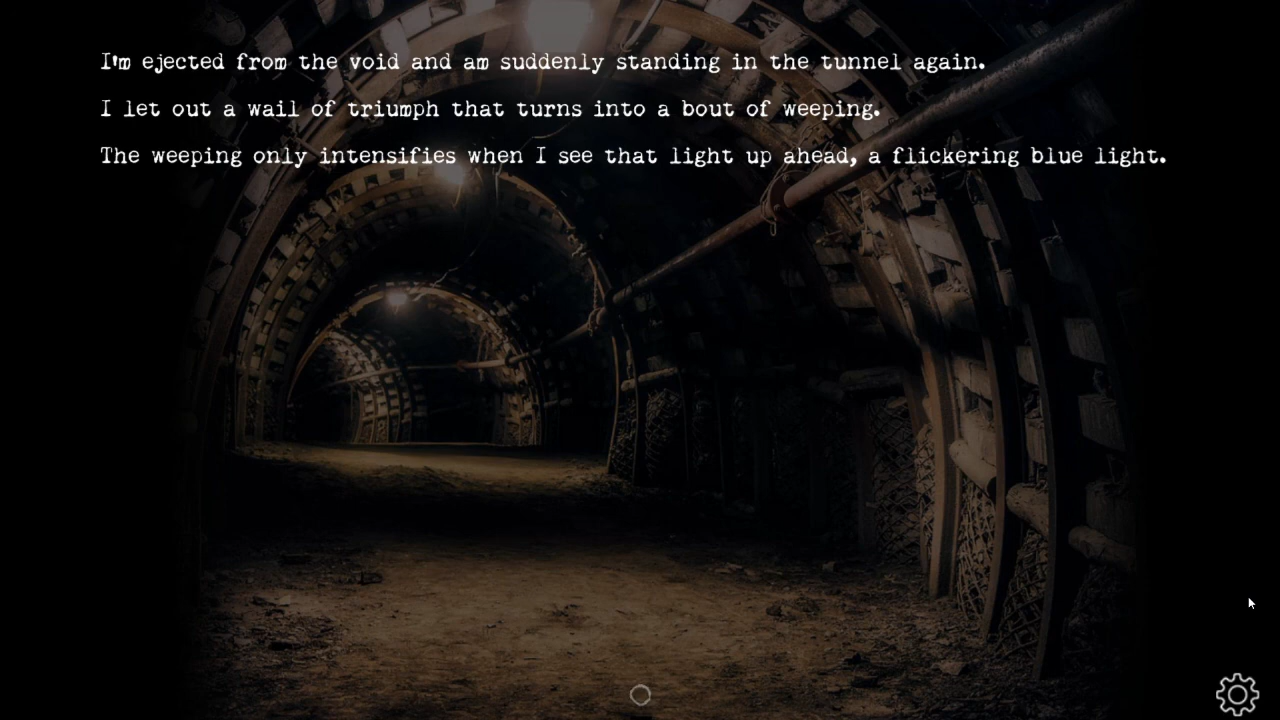 I'm ejected from the void and am suddenly standing in the tunnel again.
I let out a wail of triumph that turns into a bout of weeping.
The weeping only intensifies when I see that light up ahead, a flickering blue light.